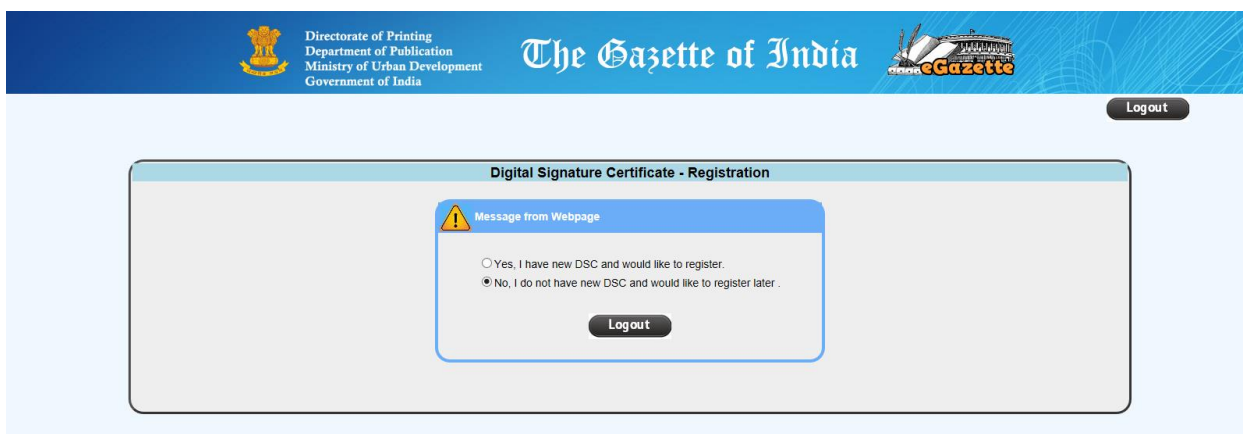 Directorate of Printing
Department of Publication
Ministry of Urban Development
Government of India
The Gazette of India
eGazette
Logout
Digital Signature Certificate - Registration
Message from Webpage
Yes, I have new DSC and would like to register.
No, I do not have new DSC and would like to register later .
Logout